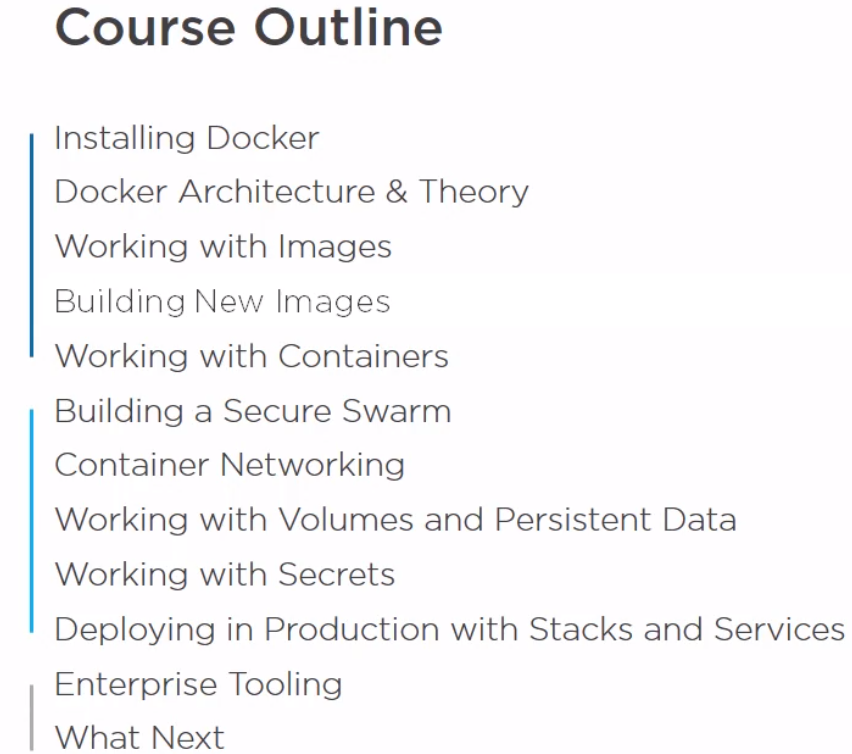 Course Outline
Installing Docker
Docker Architecture & Theory
Working with Images
Building New Images
Working with Containers
Building a Secure Swarm
Container Networking
Working with Volumes and Persistent Data
Working with Secrets
Deploying in Production with Stacks and Services
Enterprise Tooling
What Next